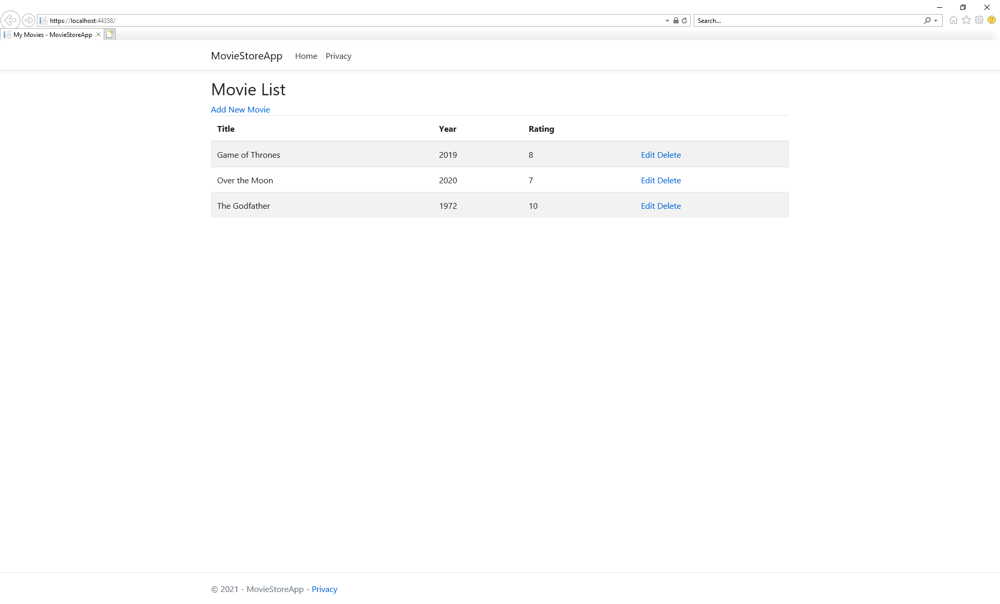 https://localhost:44358/
Search...
My Movies - MovieStoreApp
MovieStoreApp Home Privacy
Movie List
Add New Movie
Title Year Rating
Game of Thrones 2019 8 Edit Delete
Over the Moon 2020 7 Edit Delete
The Godfather 1972 10 Edit Delete
© 2021 - MovieStoreApp - Privacy